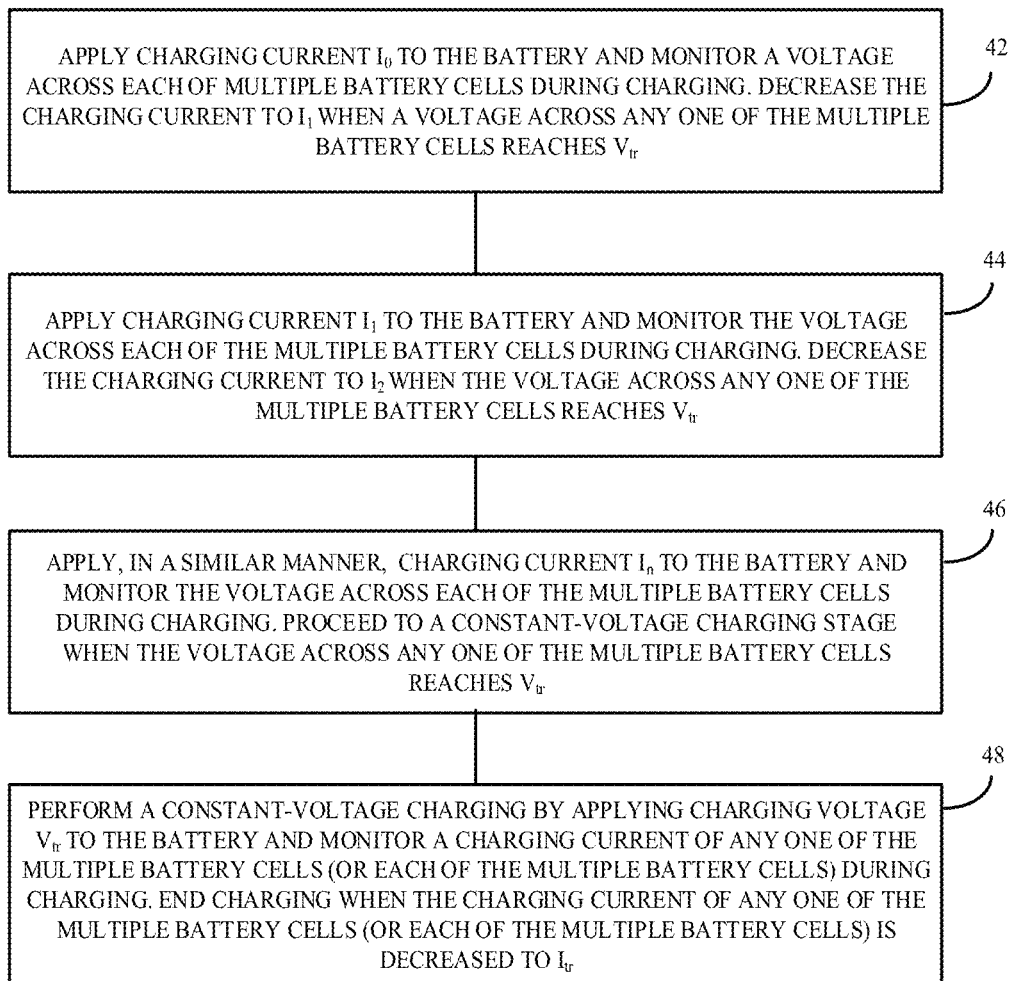 APPLY CHARGING CURRENT I₀ TO THE BATTERY AND MONITOR A VOLTAGE
ACROSS EACH OF MULTIPLE BATTERY CELLS DURING CHARGING. DECREASE THE
CHARGING CURRENT TO I₁ WHEN A VOLTAGE ACROSS ANY ONE OF THE MULTIPLE
BATTERY CELLS REACHES Vₜᵣ
42
APPLY CHARGING CURRENT I₁ TO THE BATTERY AND MONITOR THE VOLTAGE
ACROSS EACH OF THE MULTIPLE BATTERY CELLS DURING CHARGING. DECREASE
THE CHARGING CURRENT TO I₂ WHEN THE VOLTAGE ACROSS ANY ONE OF THE
MULTIPLE BATTERY CELLS REACHES Vₜᵣ
44
APPLY, IN A SIMILAR MANNER, CHARGING CURRENT Iₙ TO THE BATTERY AND
MONITOR THE VOLTAGE ACROSS EACH OF THE MULTIPLE BATTERY CELLS
DURING CHARGING. PROCEED TO A CONSTANT-VOLTAGE CHARGING STAGE
WHEN THE VOLTAGE ACROSS ANY ONE OF THE MULTIPLE BATTERY CELLS
REACHES Vₜᵣ
46
PERFORM A CONSTANT-VOLTAGE CHARGING BY APPLYING CHARGING VOLTAGE
Vₜᵣ TO THE BATTERY AND MONITOR A CHARGING CURRENT OF ANY ONE OF THE
MULTIPLE BATTERY CELLS (OR EACH OF THE MULTIPLE BATTERY CELLS) DURING
CHARGING. END CHARGING WHEN THE CHARGING CURRENT OF ANY ONE OF THE
MULTIPLE BATTERY CELLS (OR EACH OF THE MULTIPLE BATTERY CELLS) IS
DECREASED TO Iₜᵣ
48